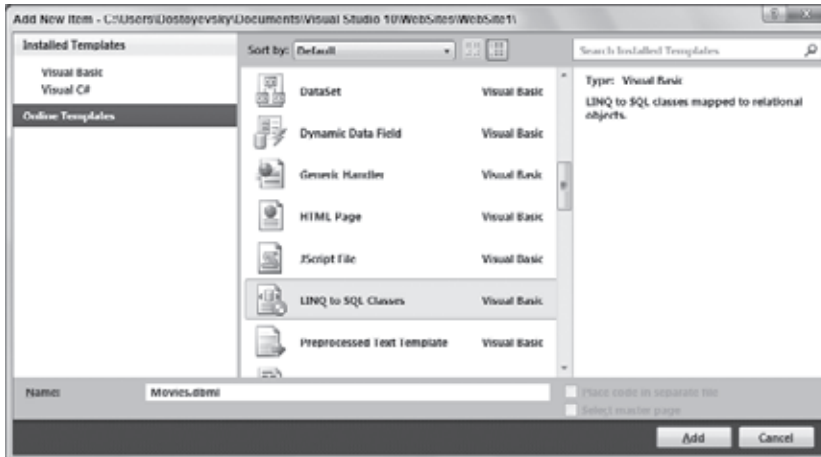 Add New Item - C:\Users\Dostoyevsky\Documents\Visual Studio 10\WebSites\WebSite1\
Installed Templates
Visual Basic
Visual C#
Online Templates
Sort by: Default
Search Installed Templates
DataSet Visual Basic
Dynamic Data Field Visual Basic
Generic Handler Visual Basic
HTML Page Visual Basic
JScript File Visual Basic
LINQ to SQL Classes Visual Basic
Preprocessed Text Template Visual Basic
Type: Visual Basic
LINQ to SQL classes mapped to relational
objects.
Name: Movies.dbml
Place code in separate file
Select master page
Add Cancel